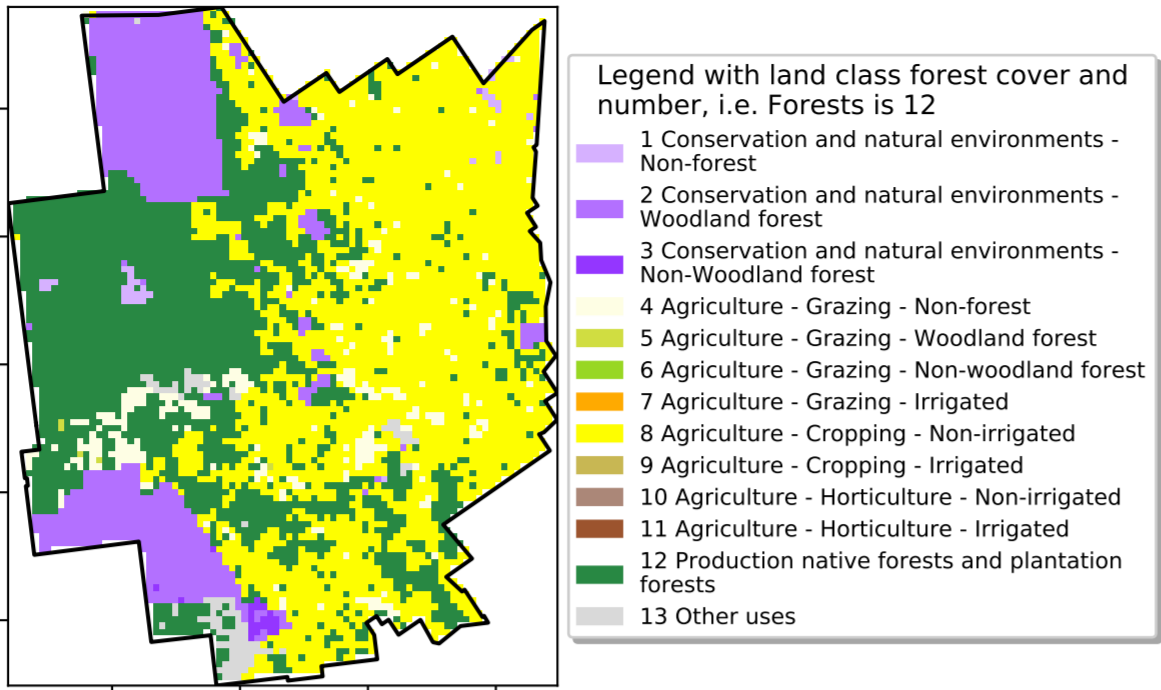 Legend with land class forest cover and
number, i.e. Forests is 12
1 Conservation and natural environments -
Non-forest
2 Conservation and natural environments -
Woodland forest
3 Conservation and natural environments -
Non-Woodland forest
4 Agriculture - Grazing - Non-forest
5 Agriculture - Grazing - Woodland forest
6 Agriculture - Grazing - Non-woodland forest
7 Agriculture - Grazing - Irrigated
8 Agriculture - Cropping - Non-irrigated
9 Agriculture - Cropping - Irrigated
10 Agriculture - Horticulture - Non-irrigated
11 Agriculture - Horticulture - Irrigated
12 Production native forests and plantation
forests
13 Other uses